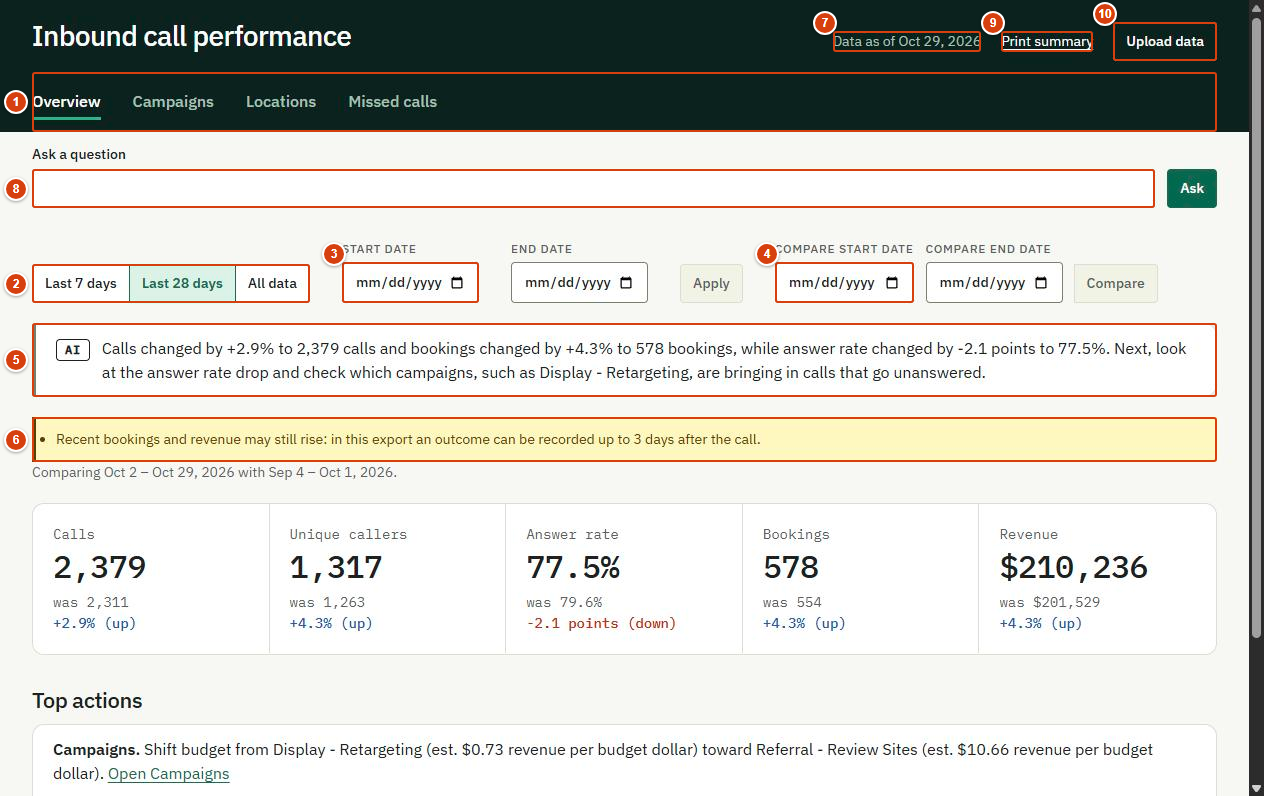 Inbound call performance
7
Data as of Oct 29, 2026
9
Print summary
10
Upload data
1
Overview Campaigns Locations Missed calls
Ask a question
8
Ask
2
Last 7 days Last 28 days All data
3
START DATE
mm/dd/yyyy
END DATE
mm/dd/yyyy
Apply
4
COMPARE START DATE
mm/dd/yyyy
COMPARE END DATE
mm/dd/yyyy
Compare
5
AI
Calls changed by +2.9% to 2,379 calls and bookings changed by +4.3% to 578 bookings, while answer rate changed by -2.1 points to 77.5%. Next, look
at the answer rate drop and check which campaigns, such as Display - Retargeting, are bringing in calls that go unanswered.
6
• Recent bookings and revenue may still rise: in this export an outcome can be recorded up to 3 days after the call.
Comparing Oct 2 – Oct 29, 2026 with Sep 4 – Oct 1, 2026.
Calls
2,379
was 2,311
+2.9% (up)
Unique callers
1,317
was 1,263
+4.3% (up)
Answer rate
77.5%
was 79.6%
-2.1 points (down)
Bookings
578
was 554
+4.3% (up)
Revenue
$210,236
was $201,529
+4.3% (up)
Top actions
Campaigns. Shift budget from Display - Retargeting (est. $0.73 revenue per budget dollar) toward Referral - Review Sites (est. $10.66 revenue per budget
dollar). Open Campaigns